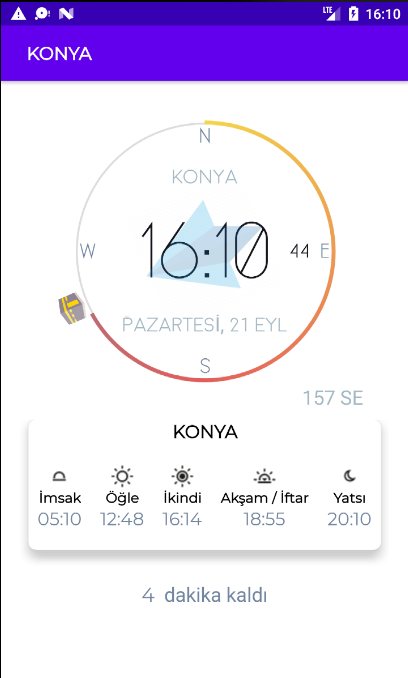 LTE 16:10
KONYA
N
KONYA
W 16:10 44 E
PAZARTESİ, 21 EYL
S
157 SE
KONYA
İmsak Öğle İkindi Akşam / İftar Yatsı
05:10 12:48 16:14 18:55 20:10
4 dakika kaldı